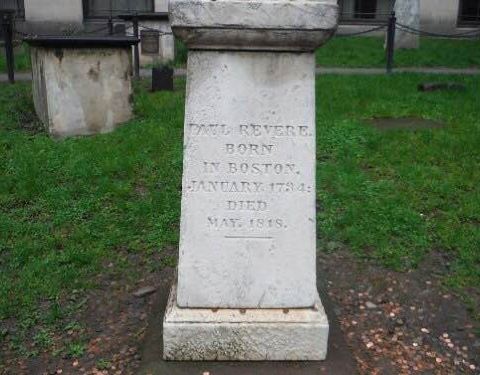 PAUL REVERE.
BORN
IN BOSTON,
JANUARY, 1734:
DIED
MAY, 1818.